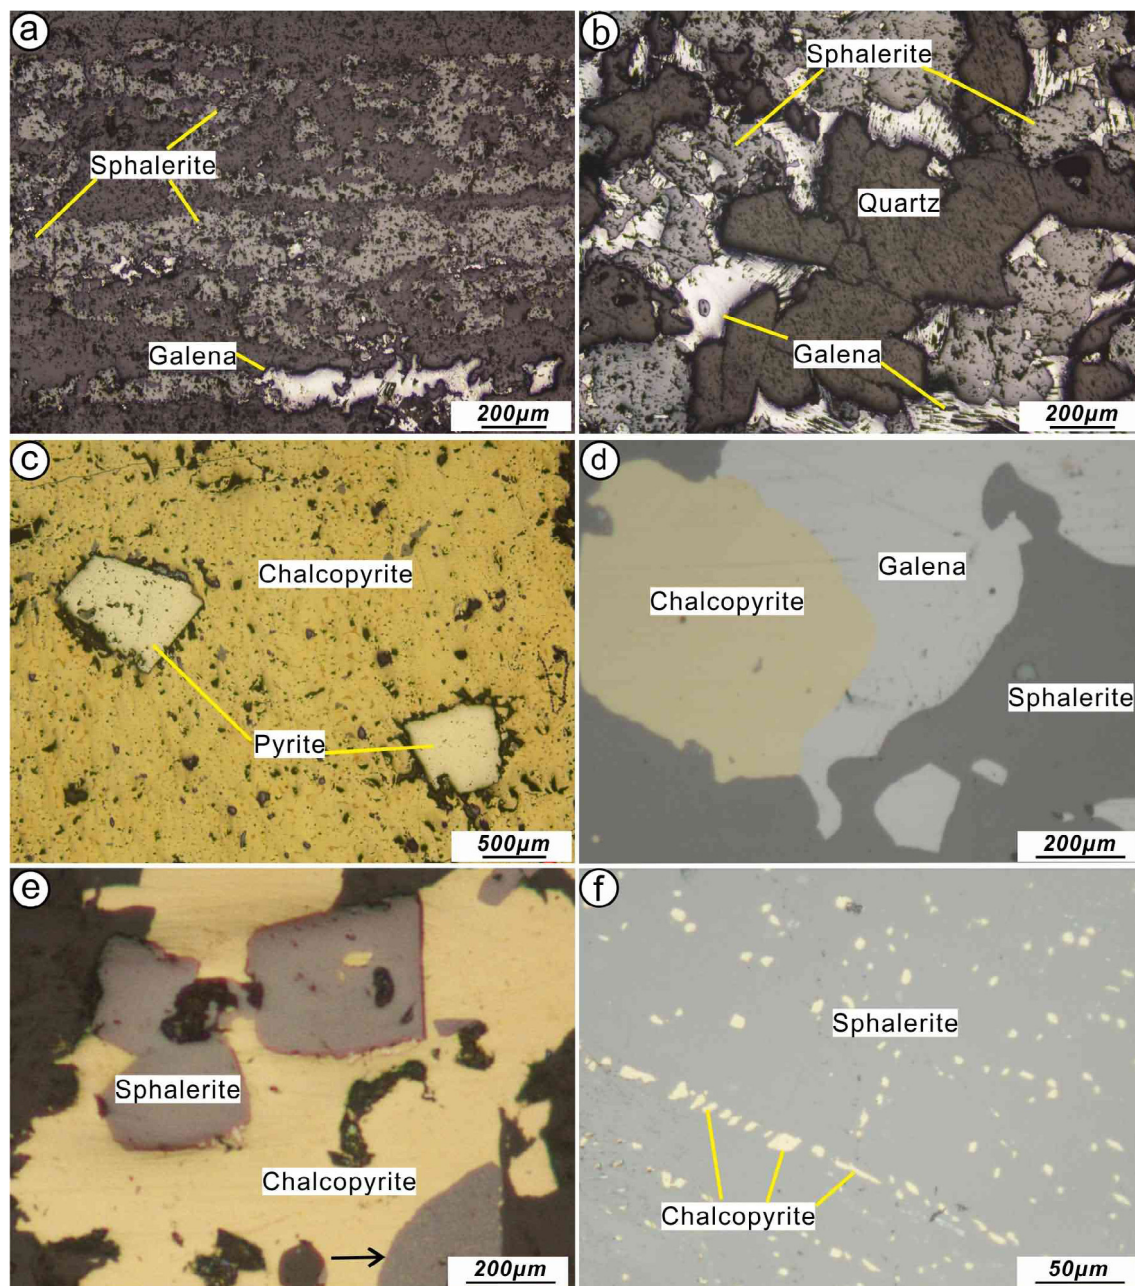 a
Sphalerite
Galena
200μm
b
Sphalerite
Quartz
Galena
200μm
c
Chalcopyrite
Pyrite
500μm
d
Galena
Chalcopyrite
Sphalerite
200μm
e
Sphalerite
Chalcopyrite
200μm
f
Sphalerite
Chalcopyrite
50μm